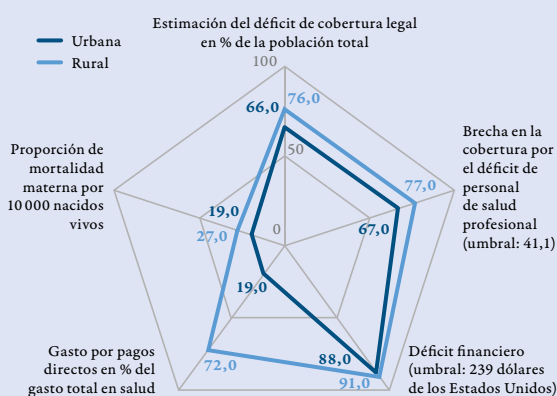 Estimación del déficit de cobertura legal
en % de la población total
Urbana
Rural
100
76,0
66,0
50
Proporción de
mortalidad
materna por
10 000 nacidos
vivos
Brecha en la
cobertura por
el déficit de
personal
de salud
profesional
(umbral: 41,1)
77,0
19,0
27,0
0
67,0
19,0
Gasto por pagos
directos en % del
gasto total en salud
72,0
88,0
91,0
Déficit financiero
(umbral: 239 dólares
de los Estados Unidos)